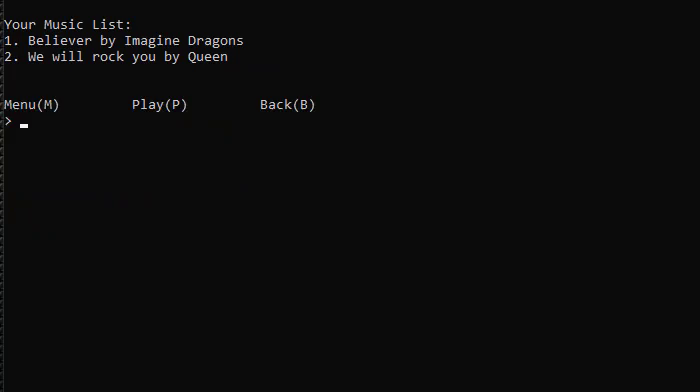 Your Music List:
1. Believer by Imagine Dragons
2. We will rock you by Queen
Menu(M) Play(P) Back(B)
>